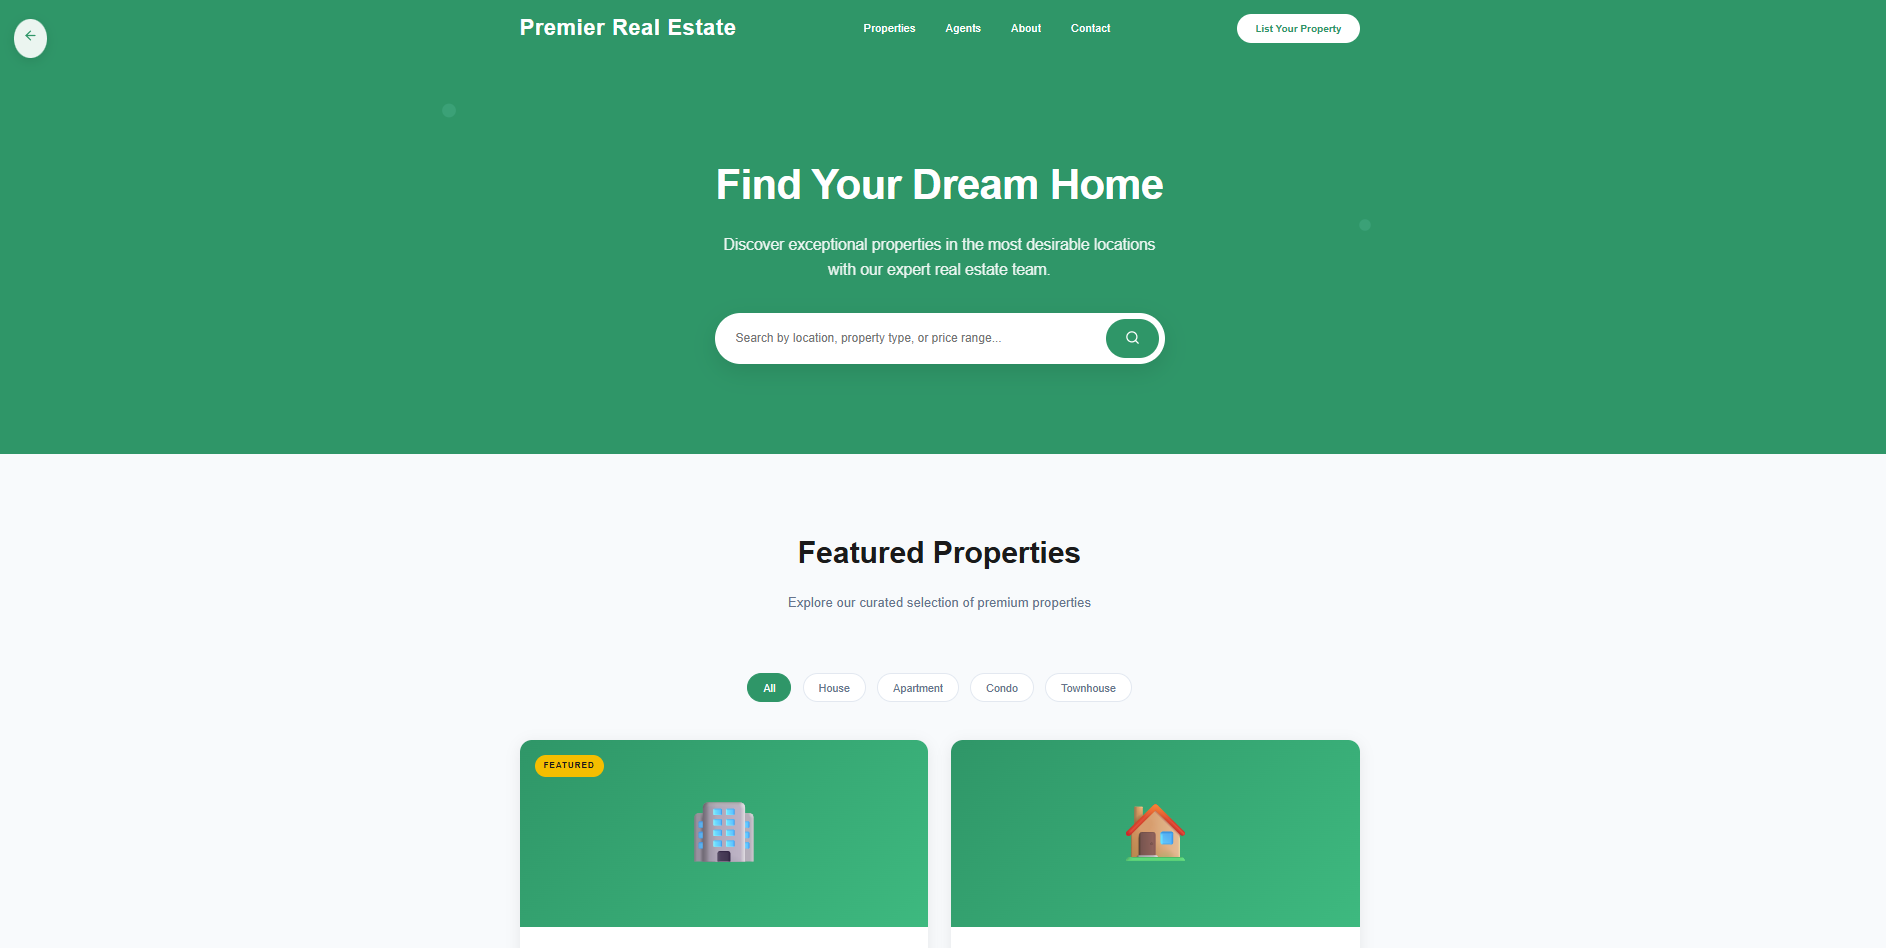 Premier Real Estate
Properties
Agents
About
Contact
List Your Property
Find Your Dream Home
Discover exceptional properties in the most desirable locations
with our expert real estate team.
Search by location, property type, or price range...
Featured Properties
Explore our curated selection of premium properties
All
House
Apartment
Condo
Townhouse
FEATURED